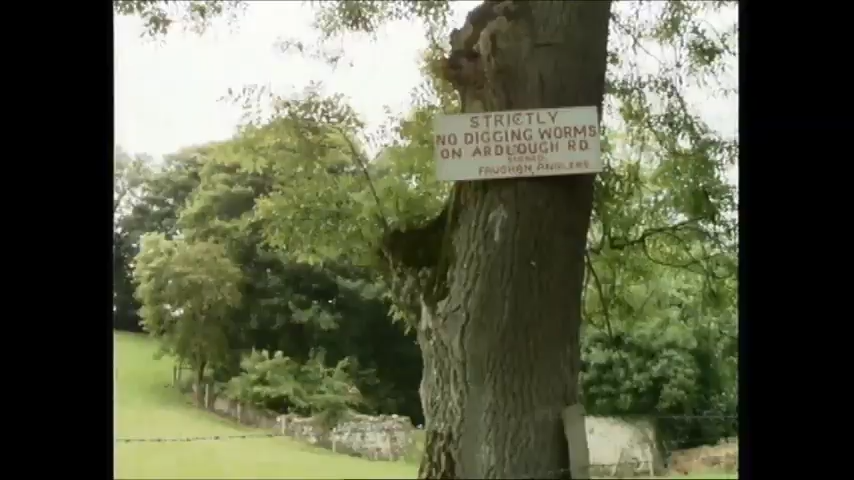 STRICTLY
NO DIGGING WORMS
ON ARDLOUGH RD.
SIGNED,
FAUGHAN, ANGLERS